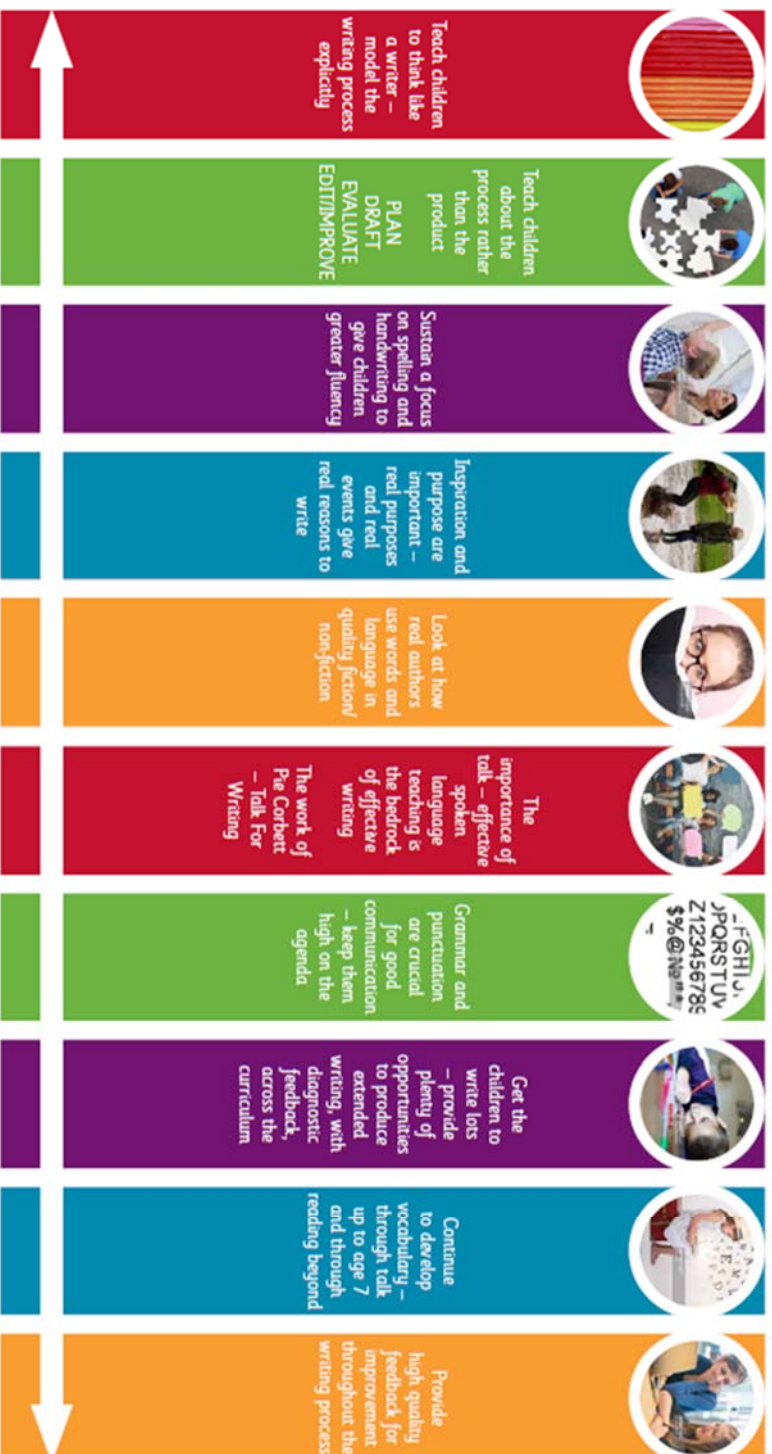 Teach children
to think like
a writer –
model the
writing process
explicitly
Teach children
about the
process rather
than the
product
PLAN
DRAFT
EVALUATE
EDIT/IMPROVE
Sustain a focus
on spelling and
handwriting to
give children
greater fluency
Inspiration and
purpose are
important –
real purposes
and real
events give
real reasons to
write
Look at how
real authors
use words and
language in
quality fiction/
non-fiction
The
importance of
talk – effective
spoken
language
teaching is
the bedrock
of effective
writing
The work of
Pie Corbett
– Talk For
Writing
Grammar and
punctuation
are crucial
for good
communication
– keep them
high on the
agenda
Get the
children to
write lots
– provide
plenty of
opportunities
to produce
extended
writing, with
diagnostic
feedback,
across the
curriculum
Continue
to develop
vocabulary –
through talk
up to age 7
and through
reading beyond
Provide
high quality
feedback for
improvement
throughout the
writing process